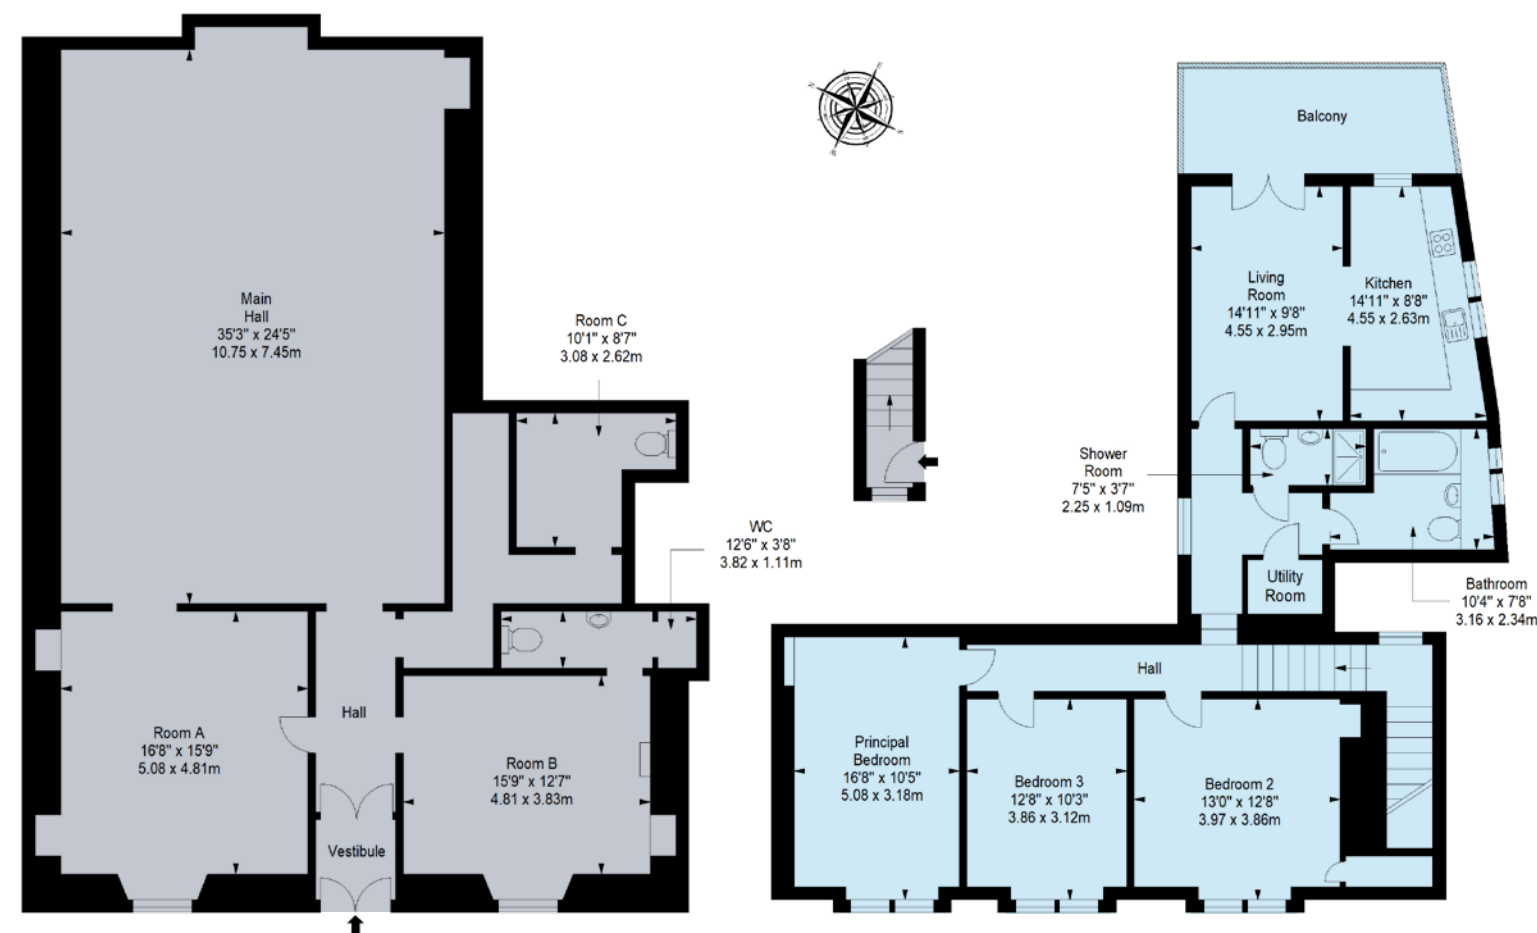 Main
Hall
35'3" x 24'5"
10.75 x 7.45m
Room C
10'1" x 8'7"
3.08 x 2.62m
WC
12'6" x 3'8"
3.82 x 1.11m
Room A
16'8" x 15'9"
5.08 x 4.81m
Hall
Room B
15'9" x 12'7"
4.81 x 3.83m
Vestibule
Balcony
Living
Room
14'11" x 9'8"
4.55 x 2.95m
Kitchen
14'11" x 8'8"
4.55 x 2.63m
Shower
Room
7'5" x 3'7"
2.25 x 1.09m
Utility
Room
Bathroom
10'4" x 7'8"
3.16 x 2.34m
Hall
Principal
Bedroom
16'8" x 10'5"
5.08 x 3.18m
Bedroom 3
12'8" x 10'3"
3.86 x 3.12m
Bedroom 2
13'0" x 12'8"
3.97 x 3.86m